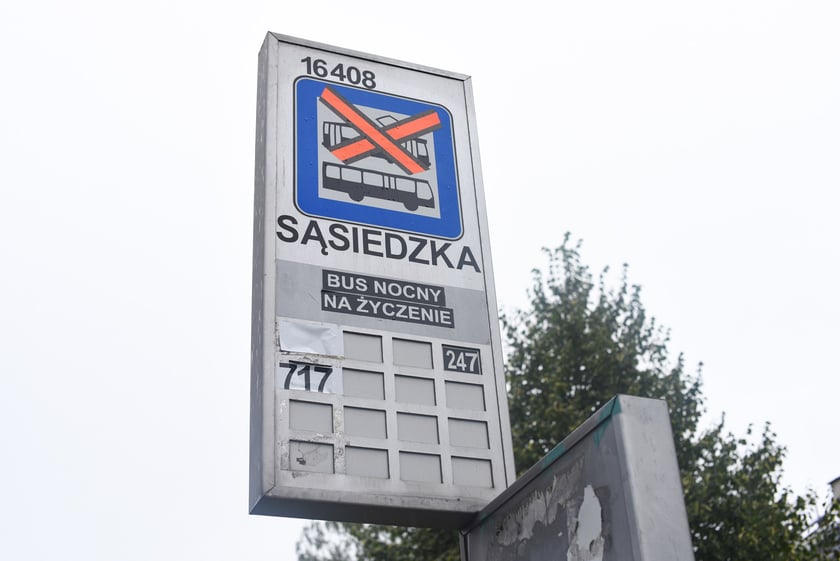 16408
SĄSIEDZKA
BUS NOCNY
NA ŻYCZENIE
247
717